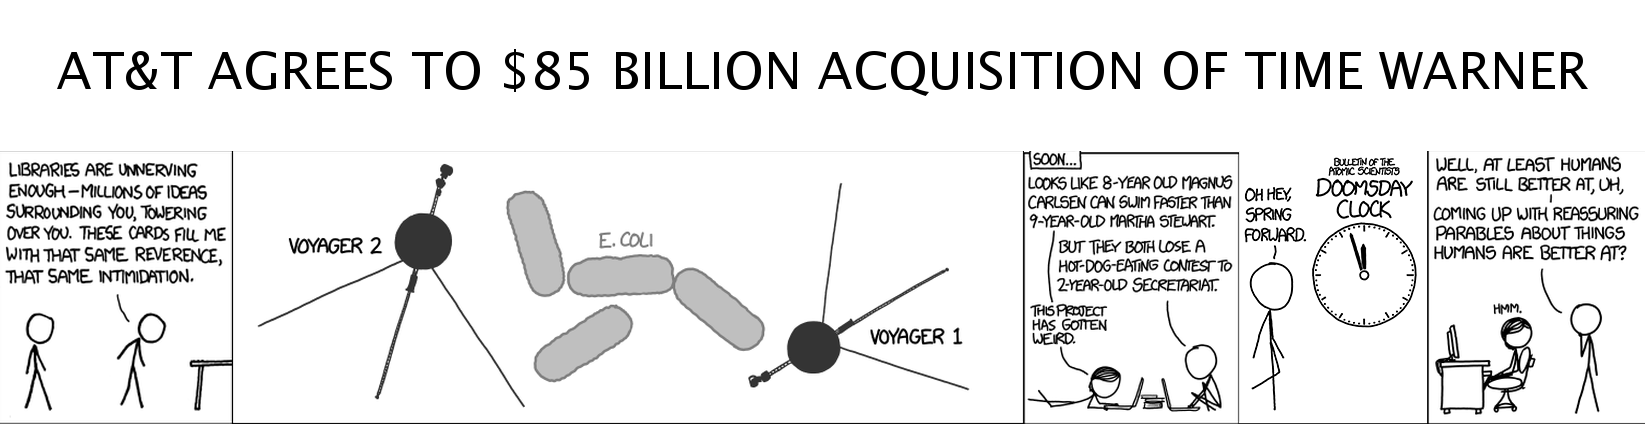 AT&T AGREES TO $85 BILLION ACQUISITION OF TIME WARNER
LIBRARIES ARE UNNERVING
ENOUGH—MILLIONS OF IDEAS
SURROUNDING YOU, TOWERING
OVER YOU. THESE CARDS FILL ME
WITH THAT SAME REVERENCE,
THAT SAME INTIMIDATION.
VOYAGER 2
E. COLI
VOYAGER 1
SOON...
LOOKS LIKE 8-YEAR OLD MAGNUS
CARLSEN CAN SWIM FASTER THAN
9-YEAR-OLD MARTHA STEWART.
BUT THEY BOTH LOSE A
HOT-DOG-EATING CONTEST TO
2-YEAR-OLD SECRETARIAT.
THIS PROJECT
HAS GOTTEN
WEIRD.
OH HEY,
SPRING
FORWARD.
BULLETIN OF THE
ATOMIC SCIENTISTS
DOOMSDAY
CLOCK
WELL, AT LEAST HUMANS
ARE STILL BETTER AT, UH,
COMING UP WITH REASSURING
PARABLES ABOUT THINGS
HUMANS ARE BETTER AT?
HMM.